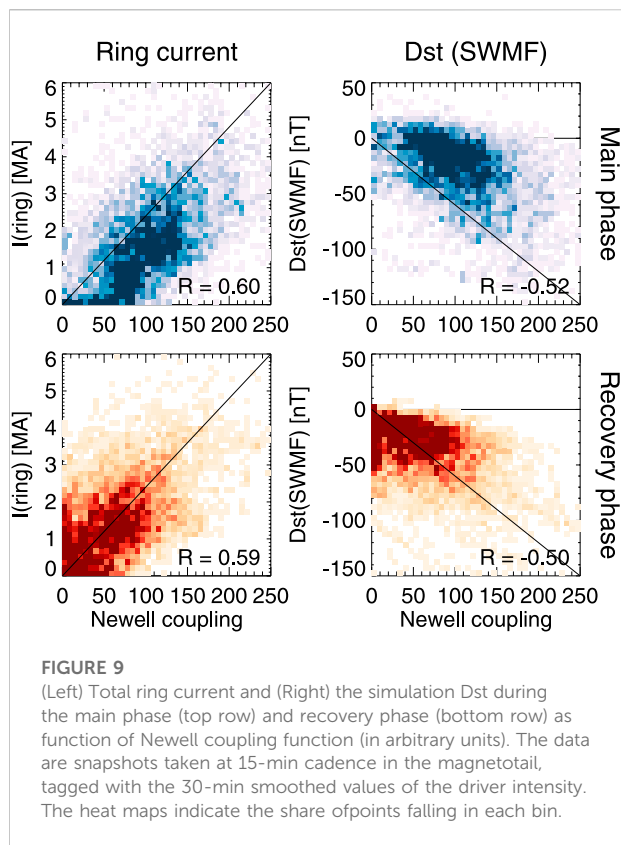 Ring current
Dst (SWMF)
6
5
4
3
2
1
0
I(ring) [MA]
R = 0.60
0 50 100 150 200 250
50
0
-50
-100
-150
Dst(SWMF) [nT]
R = -0.52
0 50 100 150 200 250
Main phase
6
5
4
3
2
1
0
I(ring) [MA]
R = 0.59
0 50 100 150 200 250
Newell coupling
50
0
-50
-100
-150
Dst(SWMF) [nT]
R = -0.50
0 50 100 150 200 250
Newell coupling
Recovery phase
FIGURE 9
(Left) Total ring current and (Right) the simulation Dst during
the main phase (top row) and recovery phase (bottom row) as
function of Newell coupling function (in arbitrary units). The data
are snapshots taken at 15-min cadence in the magnetotail,
tagged with the 30-min smoothed values of the driver intensity.
The heat maps indicate the share ofpoints falling in each bin.